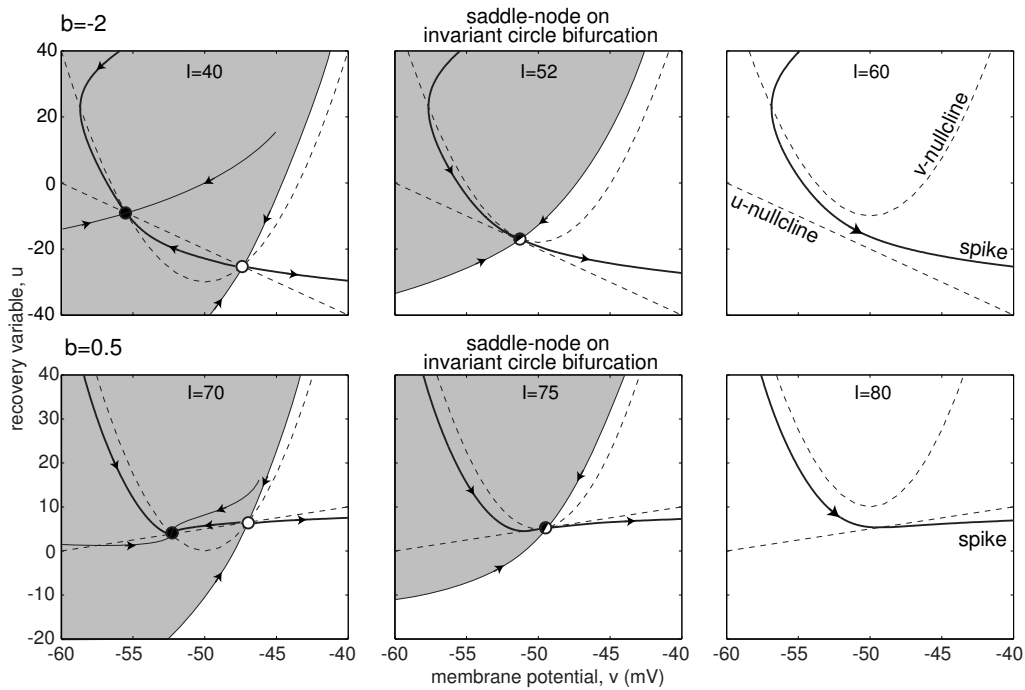 b=-2
saddle-node on
invariant circle bifurcation
I=40
I=52
I=60
40
20
0
-20
-40
v-nullcline
u-nullcline
spike
b=0.5
saddle-node on
invariant circle bifurcation
I=70
I=75
I=80
40
30
20
10
0
-10
-20
spike
recovery variable, u
-60 -55 -50 -45 -40
-60 -55 -50 -45 -40
-60 -55 -50 -45 -40
membrane potential, v (mV)